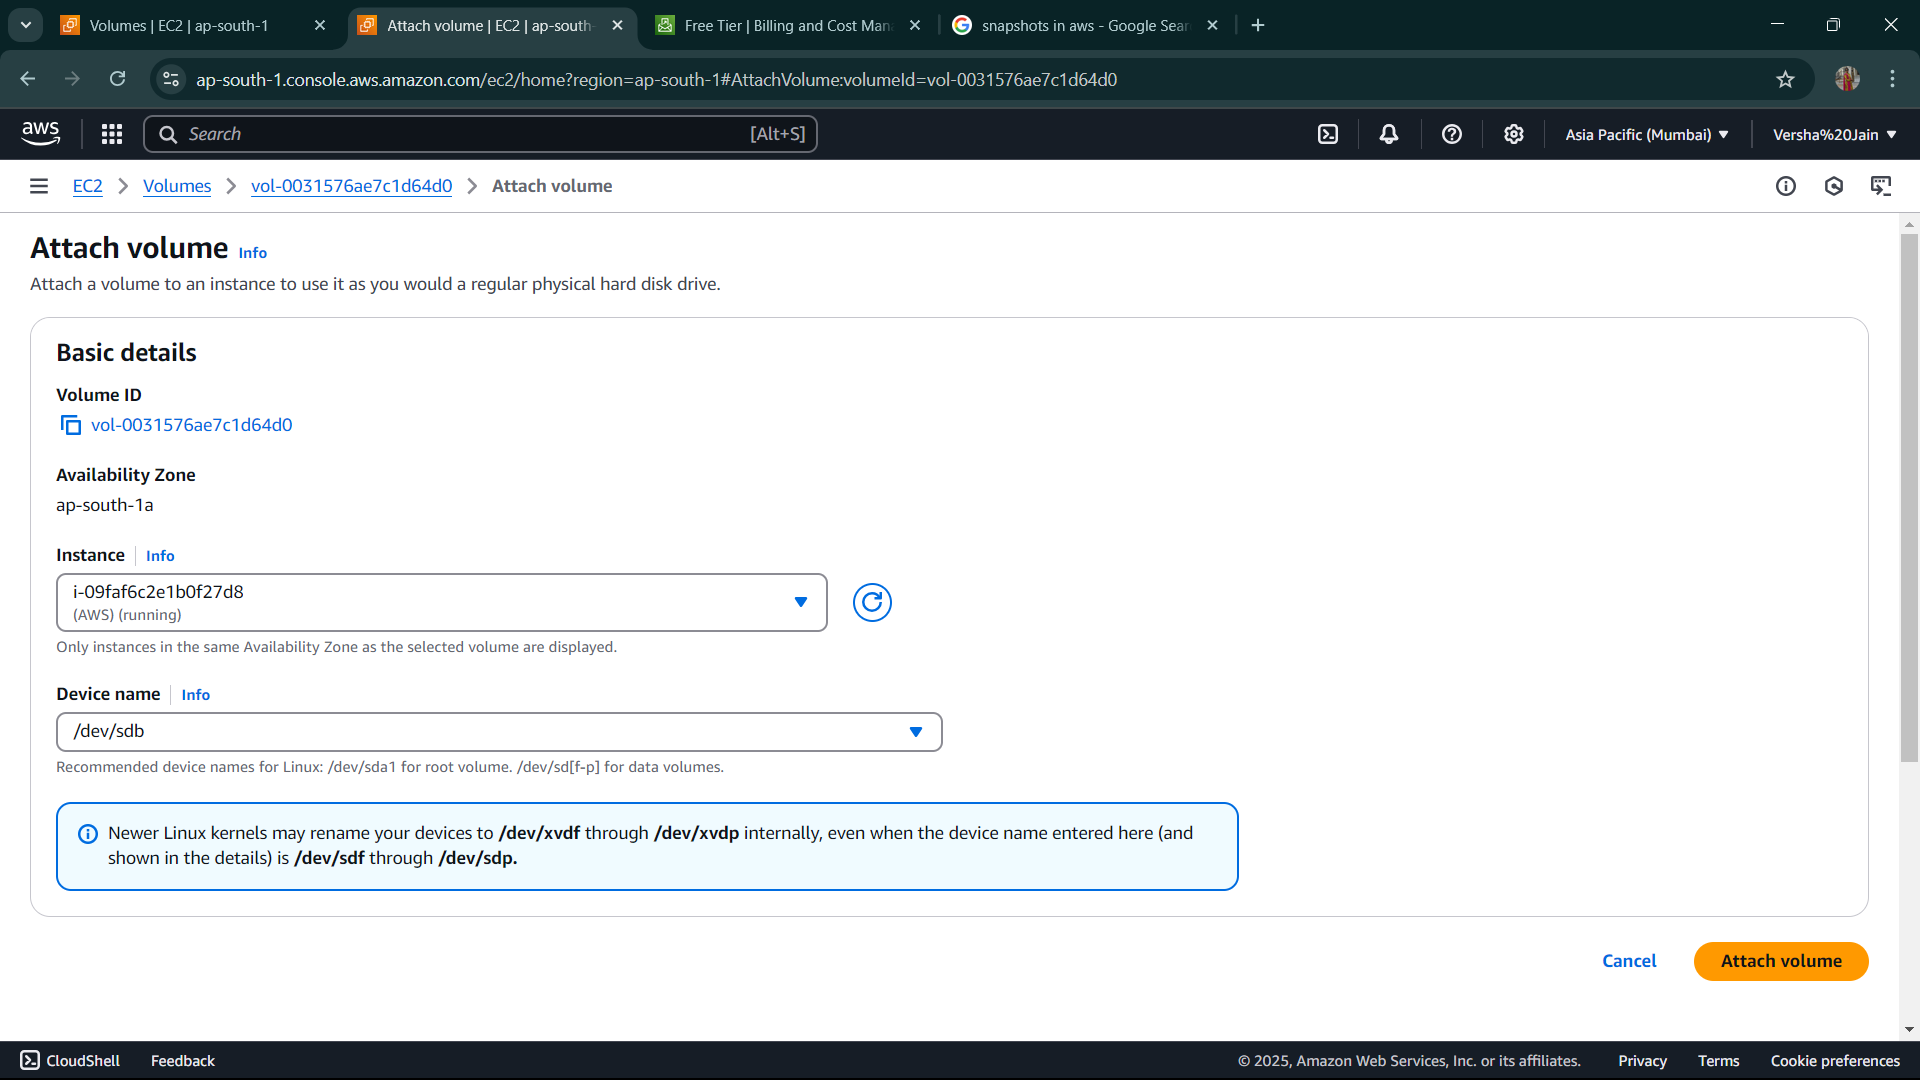 Volumes | EC2 | ap-south-1
Attach volume | EC2 | ap-south-
Free Tier | Billing and Cost Man
snapshots in aws - Google Sear
ap-south-1.console.aws.amazon.com/ec2/home?region=ap-south-1#AttachVolume:volumeId=vol-0031576ae7c1d64d0
aws
Search
[Alt+S]
Asia Pacific (Mumbai)
Versha%20Jain
EC2 > Volumes > vol-0031576ae7c1d64d0 > Attach volume
Attach volume Info
Attach a volume to an instance to use it as you would a regular physical hard disk drive.
Basic details
Volume ID
vol-0031576ae7c1d64d0
Availability Zone
ap-south-1a
Instance | Info
i-09faf6c2e1b0f27d8
(AWS) (running)
Only instances in the same Availability Zone as the selected volume are displayed.
Device name | Info
/dev/sdb
Recommended device names for Linux: /dev/sda1 for root volume. /dev/sd[f-p] for data volumes.
Newer Linux kernels may rename your devices to /dev/xvdf through /dev/xvdp internally, even when the device name entered here (and
shown in the details) is /dev/sdf through /dev/sdp.
Cancel
Attach volume
CloudShell
Feedback
© 2025, Amazon Web Services, Inc. or its affiliates.
Privacy
Terms
Cookie preferences